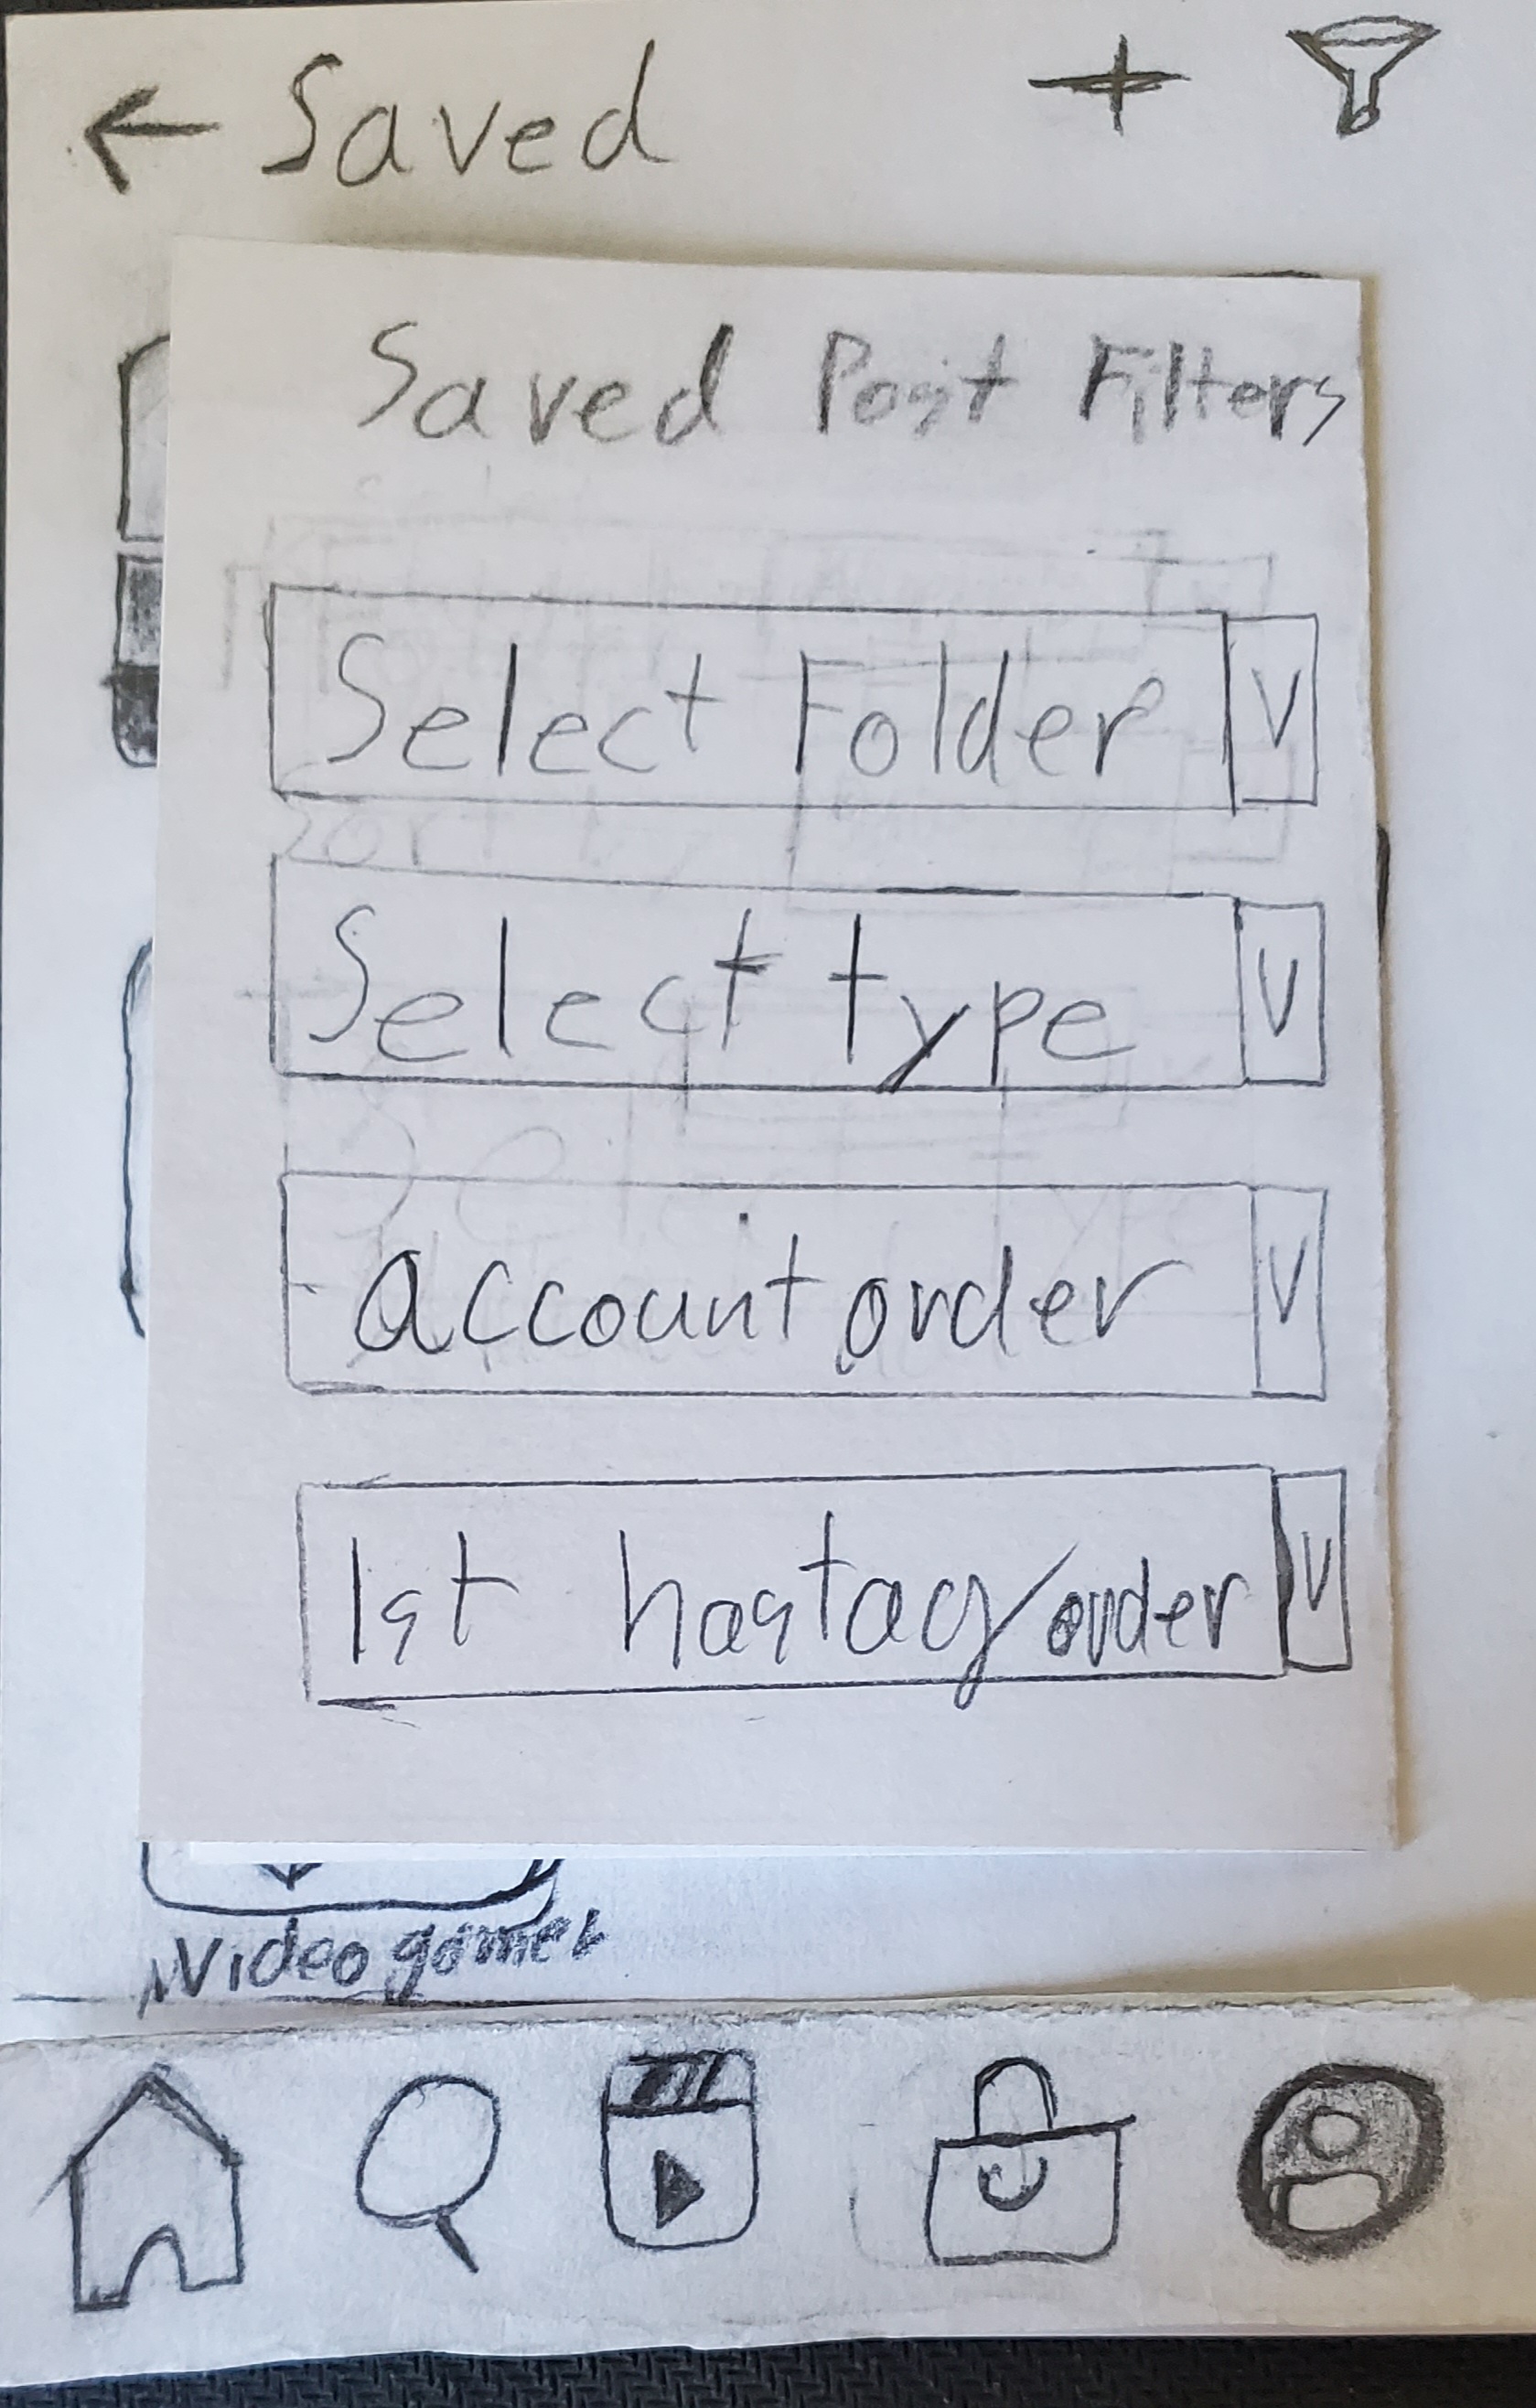 ← Saved +
Saved Post Filters
Select Folder V
Select type V
account order V
1st hastag/order V
Video games